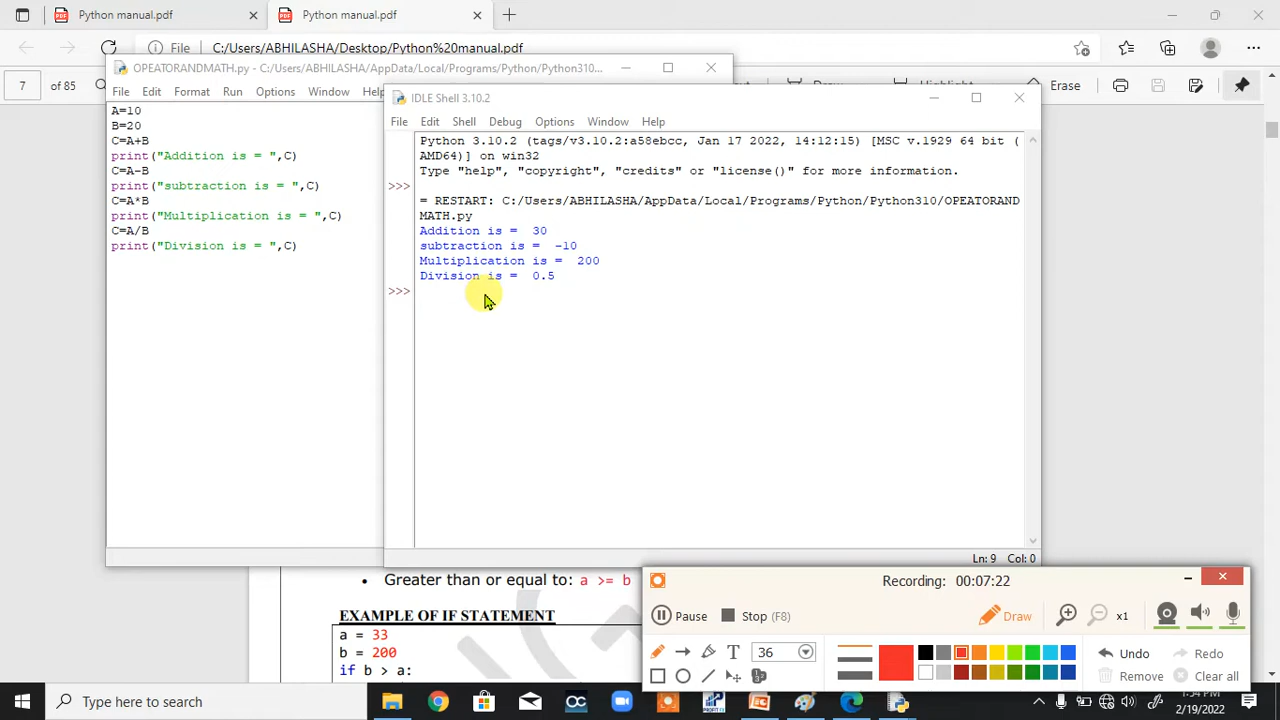 Python manual.pdf
Python manual.pdf
File
C:/Users/ABHILASHA/Desktop/Python%20manual.pdf
7
of 85
Erase
OPEATORANDMATH.py - C:/Users/ABHILASHA/AppData/Local/Programs/Python/Python310...
File Edit Format Run Options Window Help
A=10
B=20
C=A+B
print("Addition is = ",C)
C=A-B
print("subtraction is = ",C)
C=A*B
print("Multiplication is = ",C)
C=A/B
print("Division is = ",C)
IDLE Shell 3.10.2
File Edit Shell Debug Options Window Help
Python 3.10.2 (tags/v3.10.2:a58ebcc, Jan 17 2022, 14:12:15) [MSC v.1929 64 bit (
AMD64)] on win32
Type "help", "copyright", "credits" or "license()" for more information.
>>>
= RESTART: C:/Users/ABHILASHA/AppData/Local/Programs/Python/Python310/OPEATORAND
MATH.py
Addition is =  30
subtraction is =  -10
Multiplication is =  200
Division is =  0.5
>>>
Ln: 9 Col: 0
• Greater than or equal to: a >= b
EXAMPLE OF IF STATEMENT
a = 33
b = 200
if b > a:
Recording: 00:07:22
Pause
Stop (F8)
Draw
x1
T
36
Undo
Redo
Remove
Clear all
Type here to search
2/19/2022